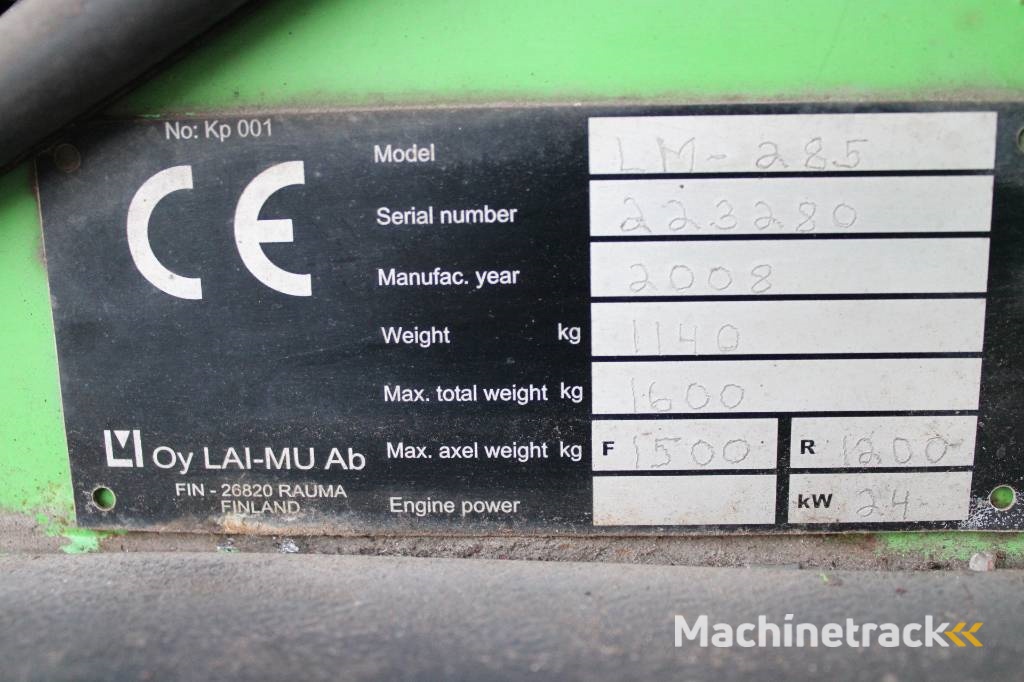 No: Kp 001
CE
Model LM-285
Serial number 223280
Manufac. year 2008
Weight kg 1140
Max. total weight kg 1600
Max. axel weight kg F 1500 R 1200
Engine power kW 24
LM Oy LAI-MU Ab
FIN - 26820 RAUMA
FINLAND
Machinetrack